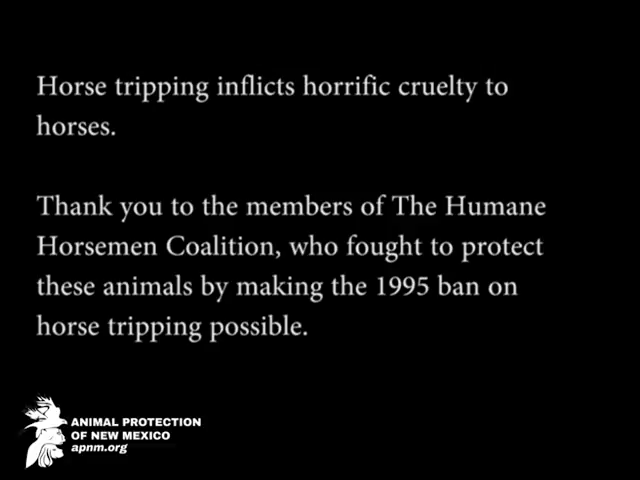 Horse tripping inflicts horrific cruelty to
horses.
Thank you to the members of The Humane
Horsemen Coalition, who fought to protect
these animals by making the 1995 ban on
horse tripping possible.
ANIMAL PROTECTION
OF NEW MEXICO
apnm.org